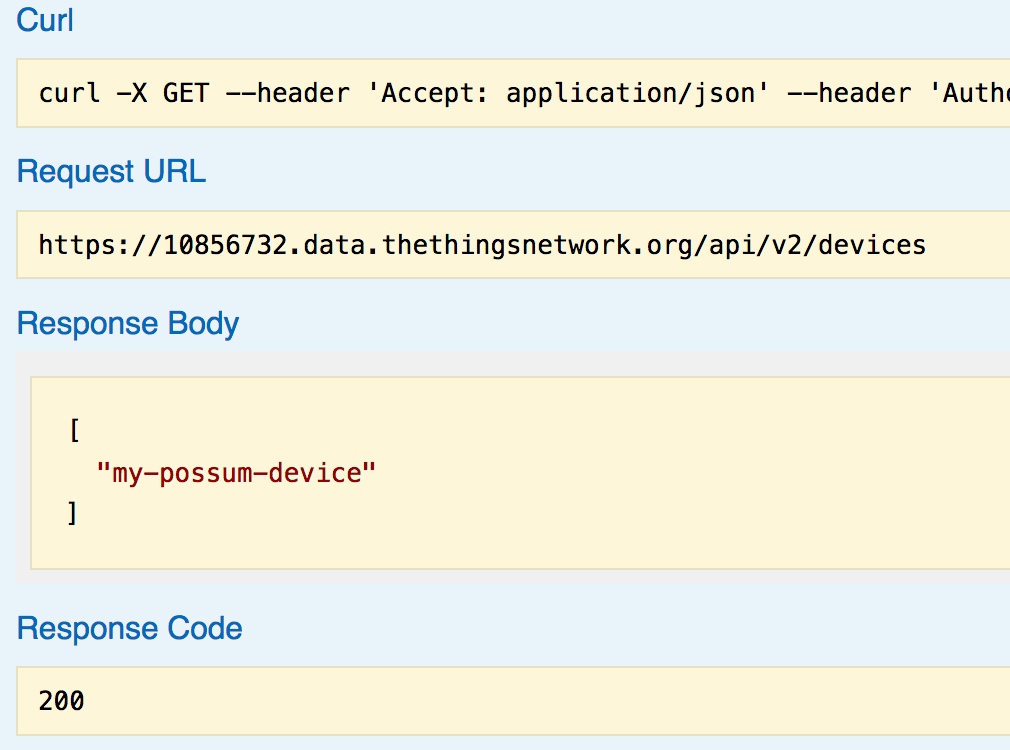 Curl
curl -X GET --header 'Accept: application/json' --header 'Autho
Request URL
https://10856732.data.thethingsnetwork.org/api/v2/devices
Response Body
[
"my-possum-device"
]
Response Code
200